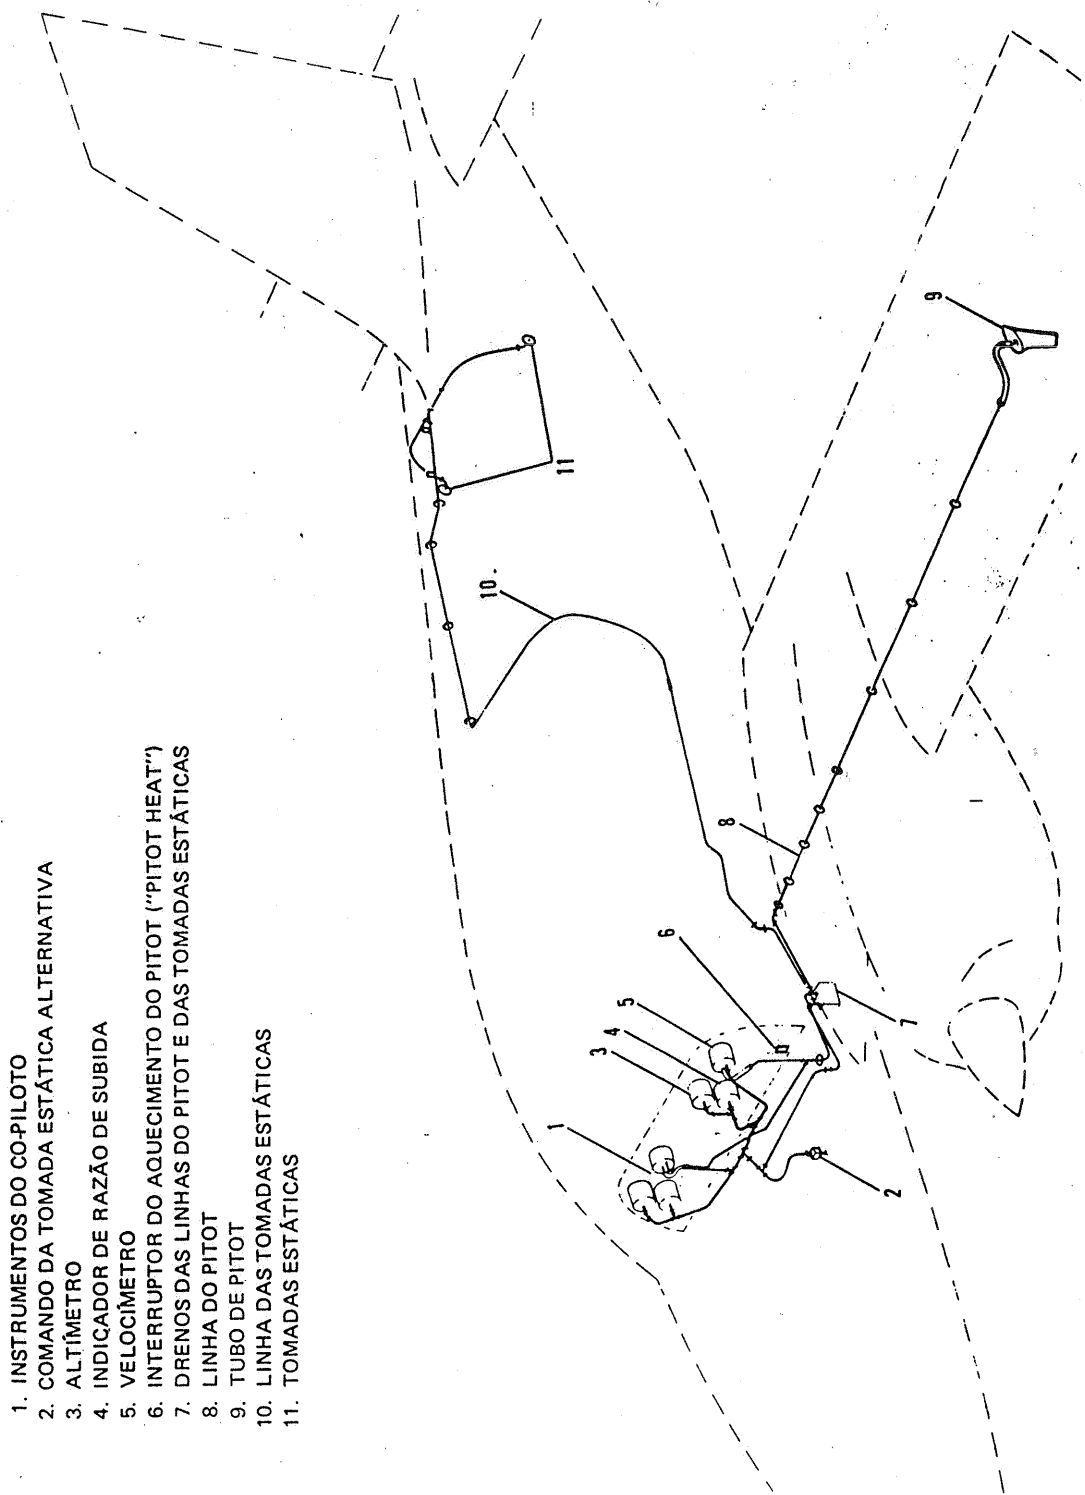 1. INSTRUMENTOS DO CO-PILOTO
2. COMANDO DA TOMADA ESTÁTICA ALTERNATIVA
3. ALTÍMETRO
4. INDICADOR DE RAZÃO DE SUBIDA
5. VELOCÍMETRO
6. INTERRUPTOR DO AQUECIMENTO DO PITOT ("PITOT HEAT")
7. DRENOS DAS LINHAS DO PITOT E DAS TOMADAS ESTÁTICAS
8. LINHA DO PITOT
9. TUBO DE PITOT
10. LINHA DAS TOMADAS ESTÁTICAS
11. TOMADAS ESTÁTICAS
1
2
3
4
5
6
7
8
9
10.
11